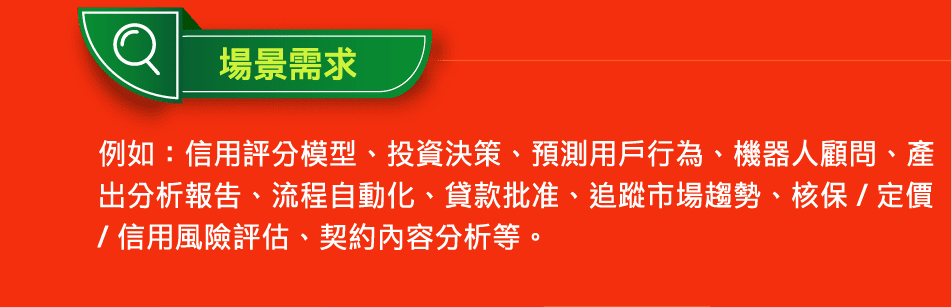 場景需求
例如：信用評分模型、投資決策、預測用戶行為、機器人顧問、產
出分析報告、流程自動化、貸款批准、追蹤市場趨勢、核保 / 定價
/ 信用風險評估、契約內容分析等。